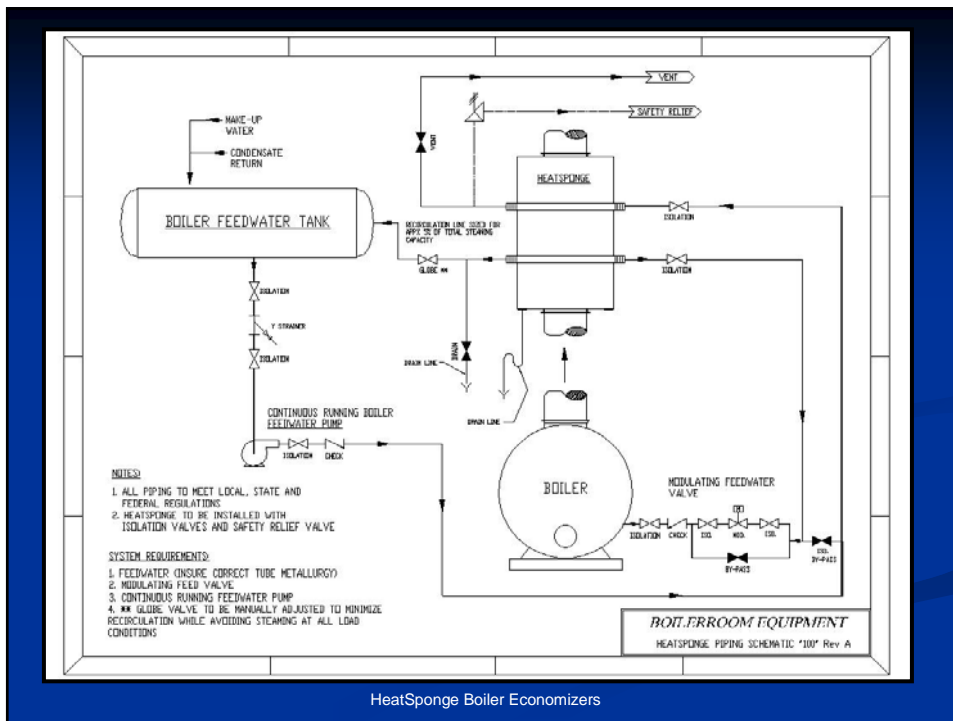 VENT
SAFETY RELIEF
MAKE-UP
WATER
CONDENSATE
RETURN
VENT
HEATSPONGE
BOILER FEEDWATER TANK
RECIRCULATION LINE SIZED FOR
APPX 5% OF TOTAL STEAMING
CAPACITY
ISOLATION
GLOBE **
ISOLATION
ISOLATION
Y STRAINER
ISOLATION
DRAIN
DRAIN LINE
DRAIN LINE
CONTINUOUS RUNNING BOILER
FEEDWATER PUMP
ISOLATION
CHECK
BOILER
MODULATING FEEDWATER
VALVE
M
ISOLATION
CHECK
ISO.
MOD.
ISO.
BY-PASS
ISO.
BY-PASS
NOTES:
1. ALL PIPING TO MEET LOCAL, STATE AND
FEDERAL REGULATIONS
2. HEATSPONGE TO BE INSTALLED WITH
ISOLATION VALVES AND SAFETY RELIEF VALVE
SYSTEM REQUIREMENTS:
1. FEEDWATER (INSURE CORRECT TUBE METALLURGY)
2. MODULATING FEED VALVE
3. CONTINUOUS RUNNING FEEDWATER PUMP
4. ** GLOBE VALVE TO BE MANUALLY ADJUSTED TO MINIMIZE
RECIRCULATION WHILE AVOIDING STEAMING AT ALL LOAD
CONDITIONS
BOILERROOM EQUIPMENT
HEATSPONGE PIPING SCHEMATIC "100" Rev A
HeatSponge Boiler Economizers